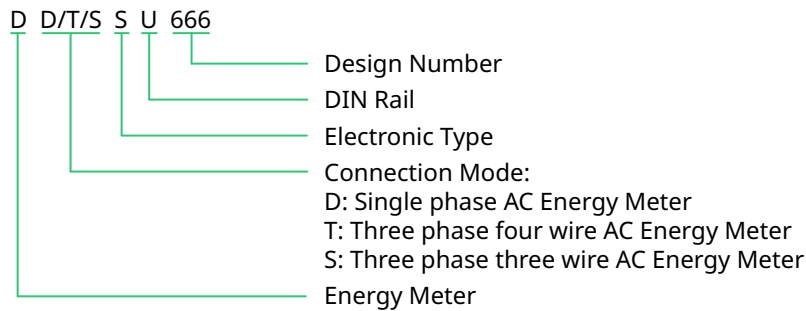 D D/T/S S U 666
Design Number
DIN Rail
Electronic Type
Connection Mode:
D: Single phase AC Energy Meter
T: Three phase four wire AC Energy Meter
S: Three phase three wire AC Energy Meter
Energy Meter